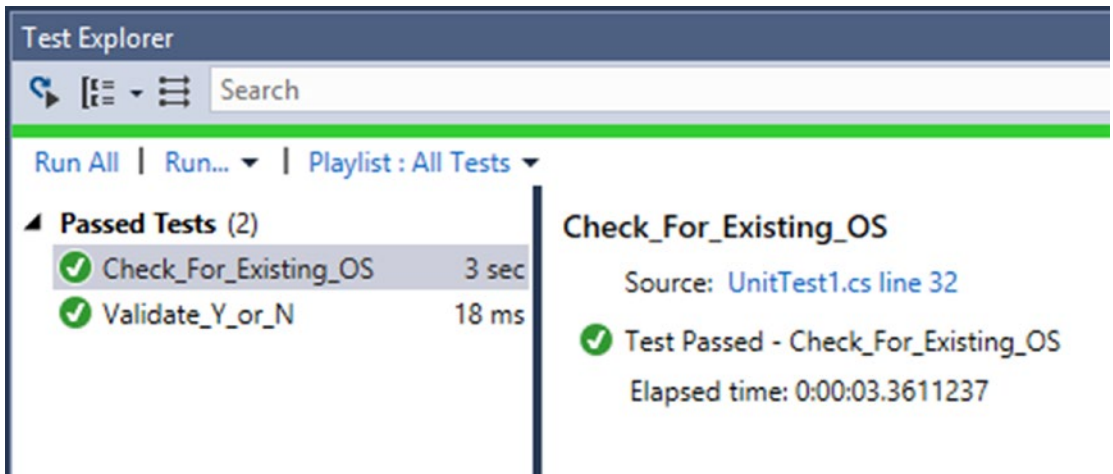 Test Explorer
Search
Run All | Run... | Playlist : All Tests
Passed Tests (2)
Check_For_Existing_OS 3 sec
Validate_Y_or_N 18 ms
Check_For_Existing_OS
Source: UnitTest1.cs line 32
Test Passed - Check_For_Existing_OS
Elapsed time: 0:00:03.3611237